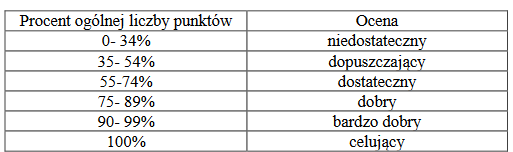 Procent ogólnej liczby punktów Ocena
0- 34% niedostateczny
35- 54% dopuszczający
55-74% dostateczny
75- 89% dobry
90- 99% bardzo dobry
100% celujący